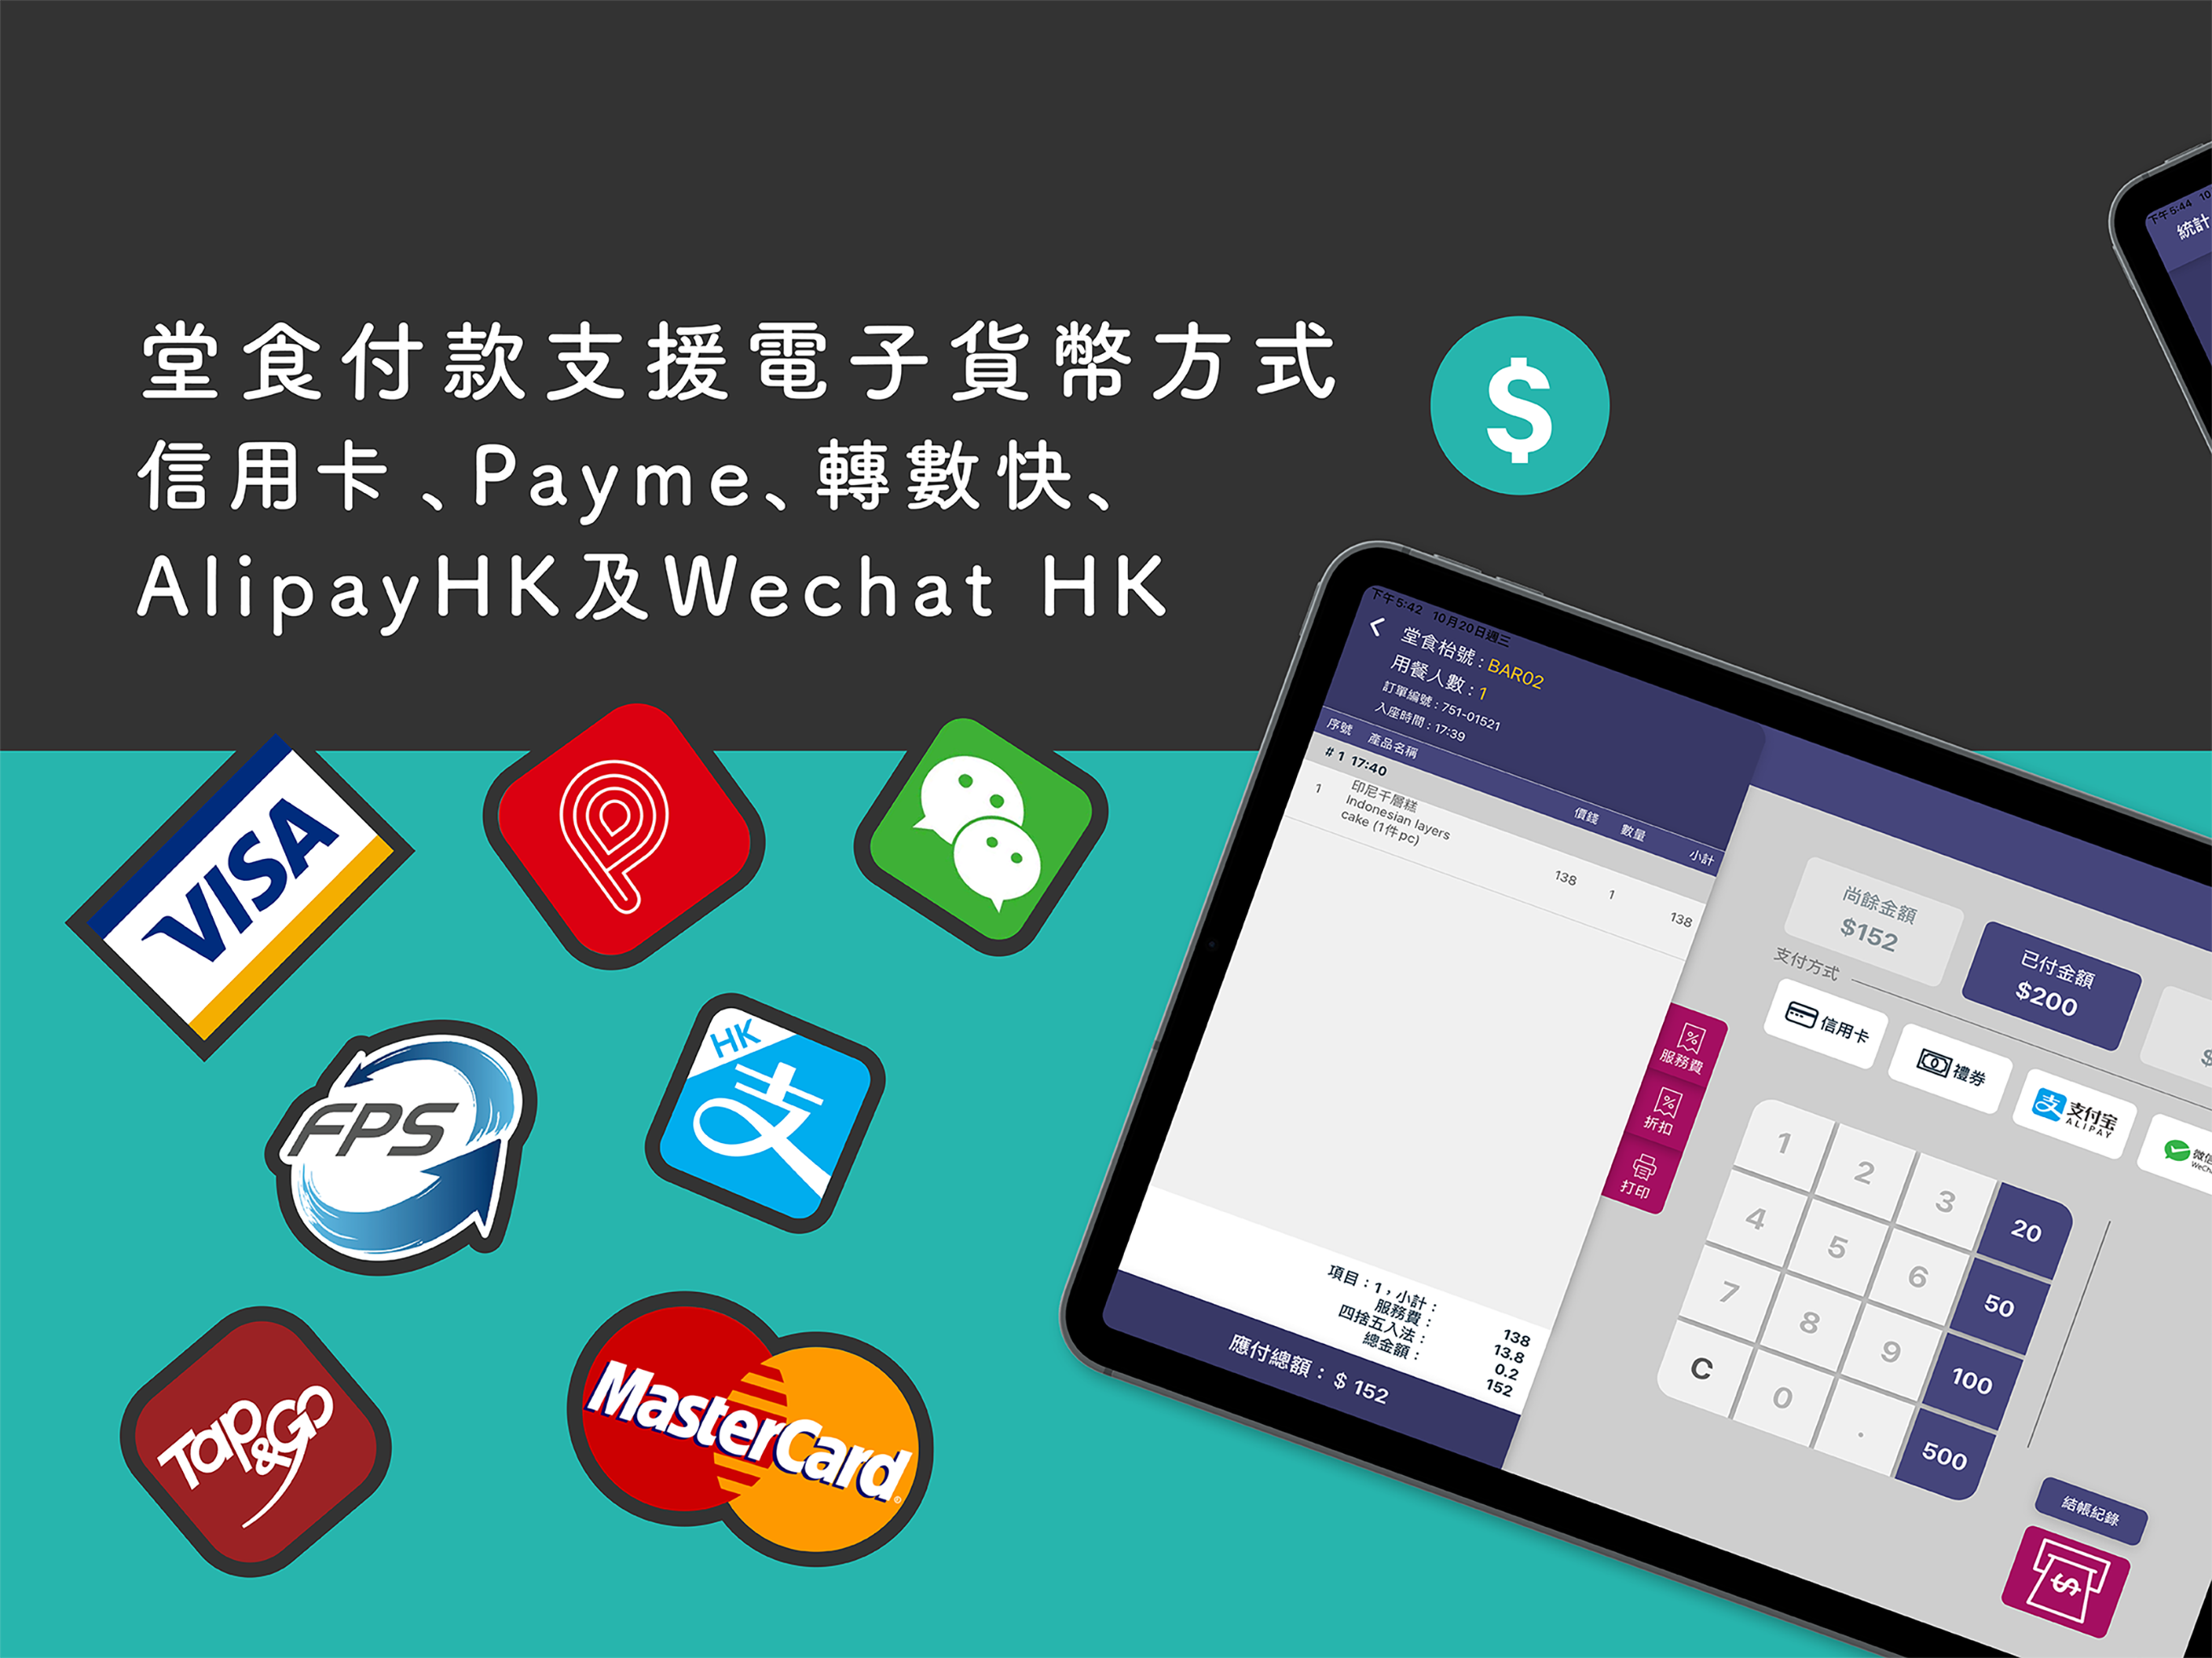 堂食付款支援電子貨幣方式
信用卡、Payme、轉數快、
AlipayHK及Wechat HK
$
VISA
HK
支
FPS
Tap&Go
MasterCard
下午5:44 10
統計
下午5:42 10月20日週三
堂食枱號：BAR02
用餐人數：1
訂單編號：751-01521
入座時間：17:39
序號 產品名稱 價錢 數量 小計
# 1 17:40
1 印尼千層糕 138 1 138
Indonesian layers
cake (1件pc)
項目：1，小計： 138
服務費： 13.8
四捨五入法： 0.2
總金額： 152
應付總額：$ 152
服務費
折扣
打印
尚餘金額
$152
已付金額
$200
$
支付方式
信用卡
禮券
支 支付宝
ALIPAY
1 2 3 20
4 5 6 50
7 8 9 100
C 0 . 500
結帳紀錄
$